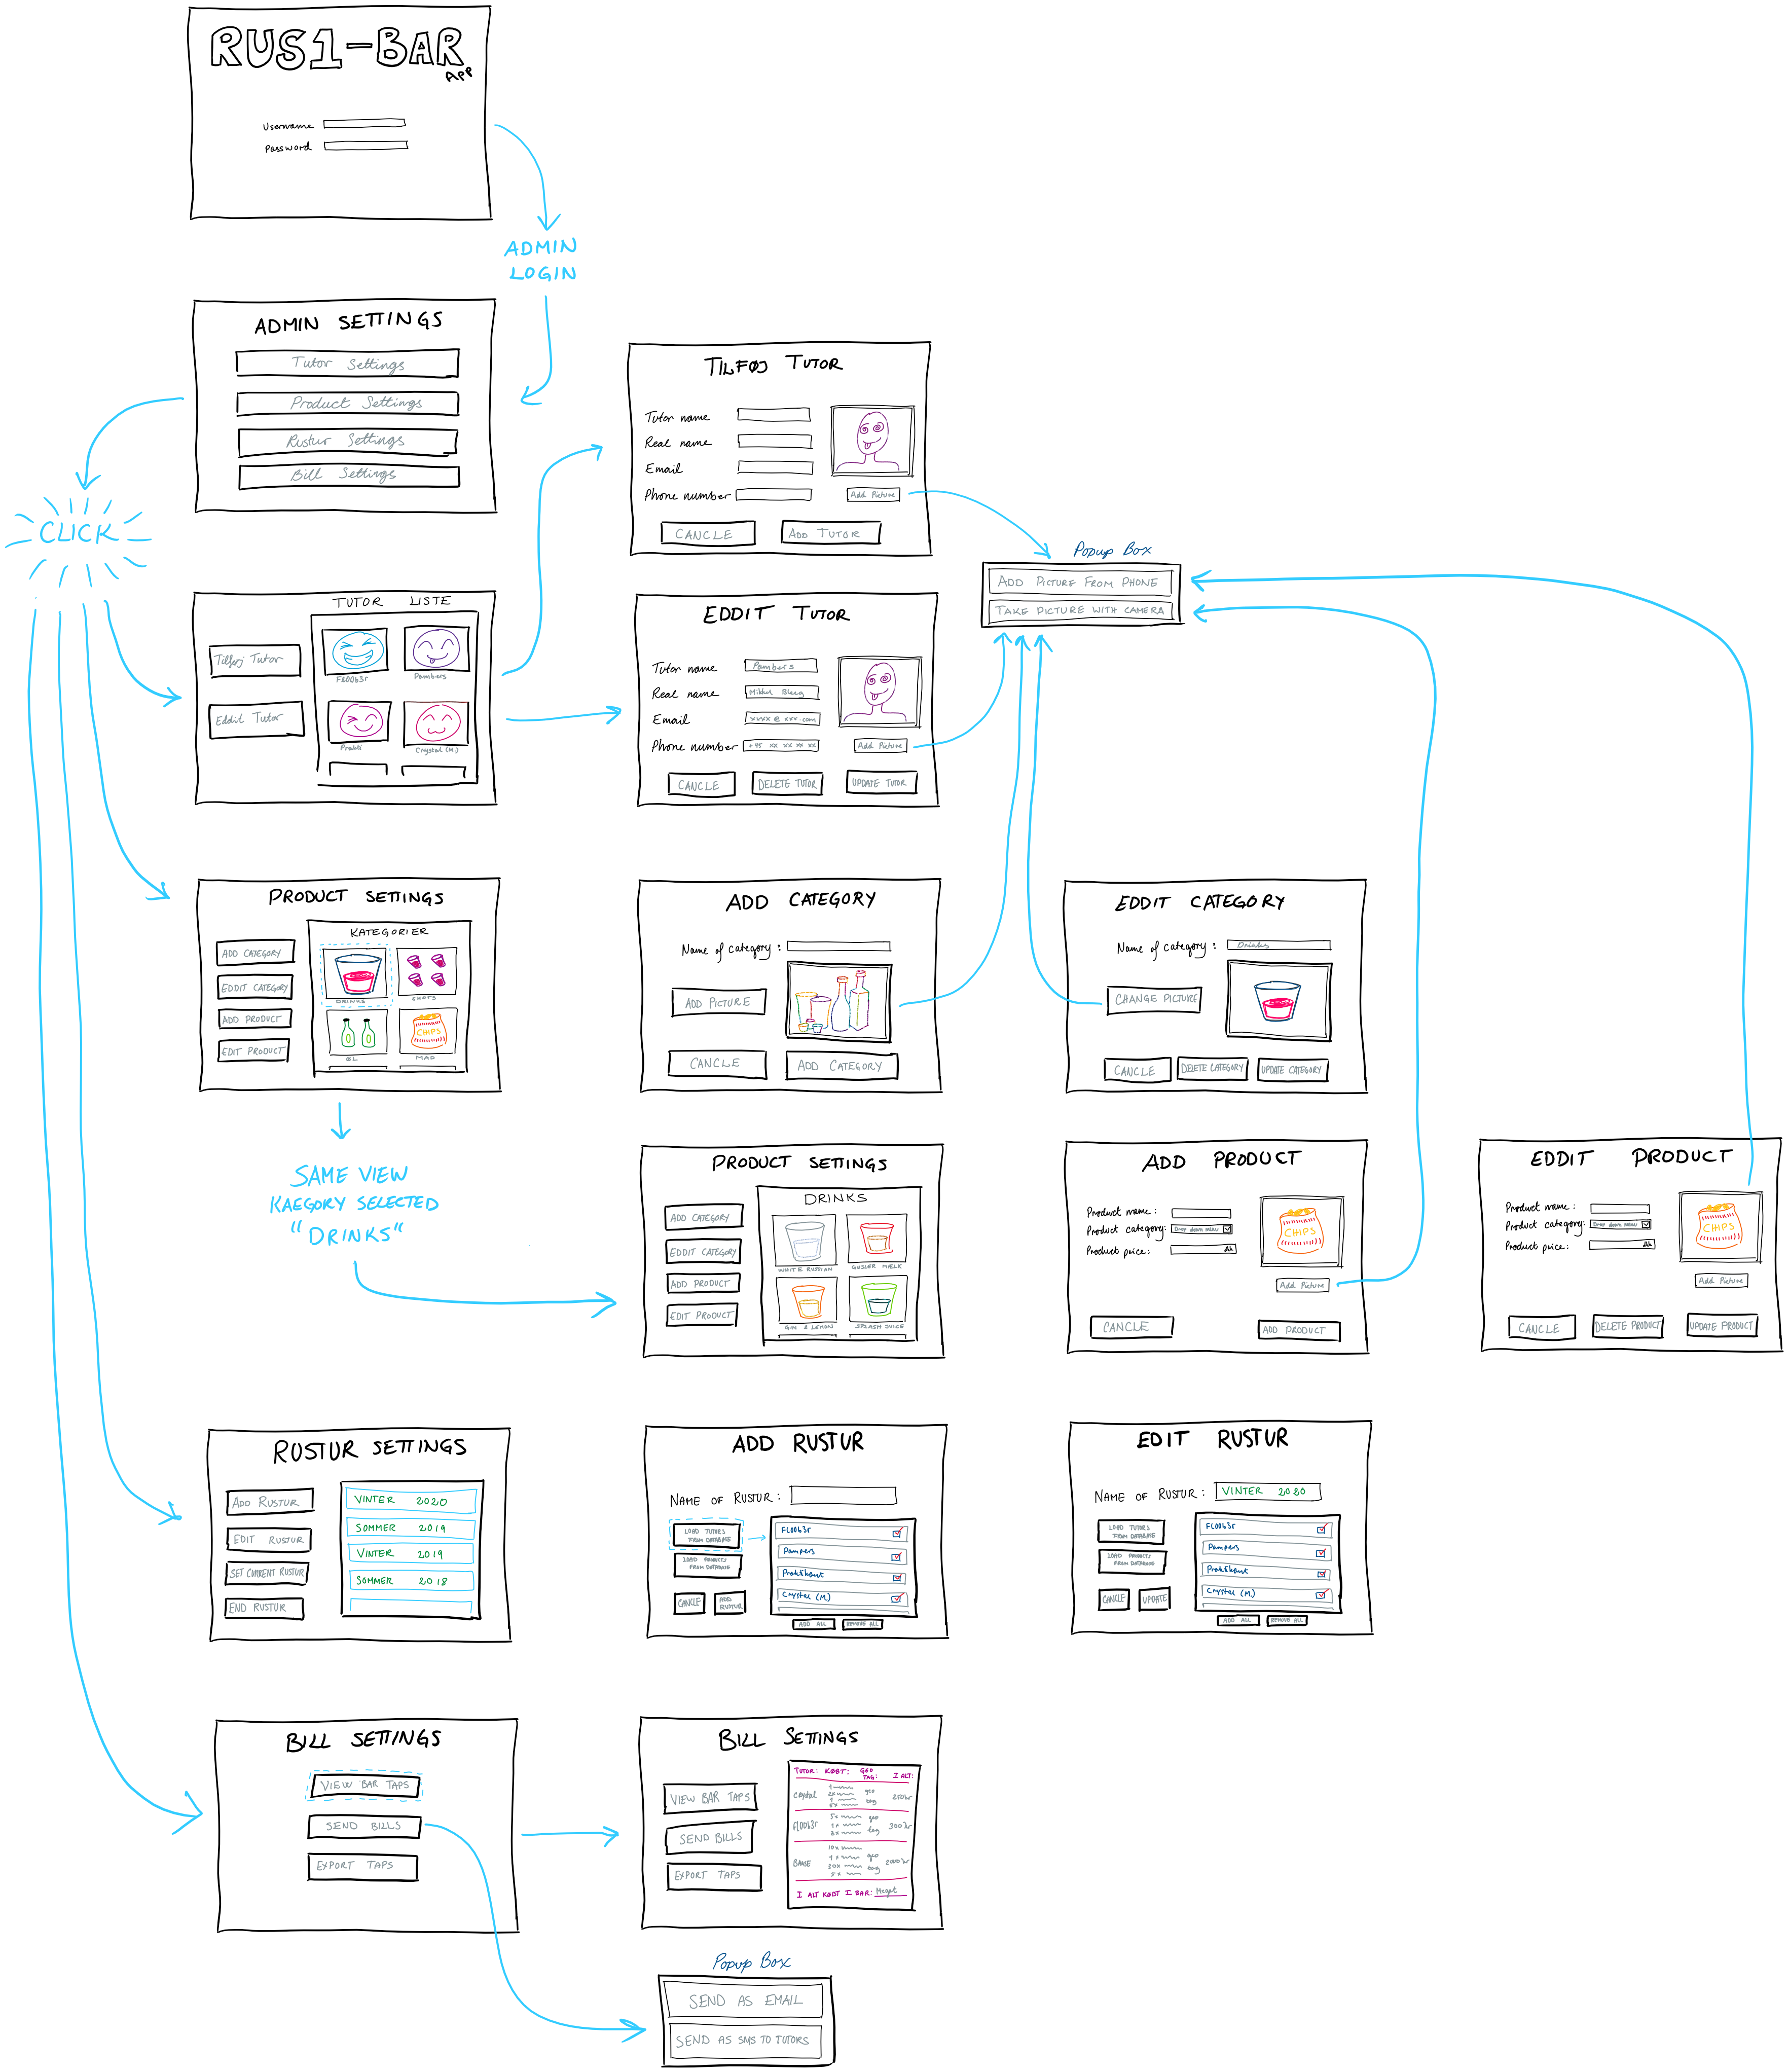 RUS1-BAR
APP
Username
Password
ADMIN
LOGIN
ADMIN SETTINGS
Tutor Settings
Product Settings
Rustur Settings
Bill Settings
CLICK
TILFØJ TUTOR
Tutor name
Real name
Email
Phone number
Add Picture
CANCLE
ADD TUTOR
Popup Box
ADD PICTURE FROM PHONE
TAKE PICTURE WITH CAMERA
TUTOR LISTE
Tilføj Tutor
Eddit Tutor
FL00b3r
Pambers
Crystal (M.)
EDDIT TUTOR
Tutor name Pambers
Real name
Email xxxx @ xxx.com
Phone number +45 xx xx xx xx
Add Picture
CANCLE
DELETE TUTOR
UPDATE TUTOR
PRODUCT SETTINGS
KATEGORIER
ADD CATEGORY
EDDIT CATEGORY
ADD PRODUCT
EDIT PRODUCT
DRINKS
SHOTS
CHIPS
ØL
MAD
ADD CATEGORY
Name of category :
ADD PICTURE
CANCLE
ADD CATEGORY
EDDIT CATEGORY
Name of category : Drinks
CHANGE PICTURE
CANCLE
DELETE CATEGORY
UPDATE CATEGORY
SAME VIEW
KAEGORY SELECTED
"DRINKS"
PRODUCT SETTINGS
DRINKS
ADD CATEGORY
EDDIT CATEGORY
ADD PRODUCT
EDIT PRODUCT
WHITE RUSSIAN
GUSLER MÆLK
GIN & LEMON
SPLASH JUICE
ADD PRODUCT
Product name :
Product category: DROP DOWN MENU
Product price :
CHIPS
Add Picture
CANCLE
ADD PRODUCT
EDDIT PRODUCT
Product name :
Product category: DROP DOWN MENU
Product price :
CHIPS
Add Picture
CANCLE
DELETE PRODUCT
UPDATE PRODUCT
RUSTUR SETTINGS
ADD RUSTUR
EDIT RUSTUR
SET CURRENT RUSTUR
END RUSTUR
VINTER 2020
SOMMER 2019
VINTER 2019
SOMMER 2018
ADD RUSTUR
NAME OF RUSTUR :
LOAD TUTORS
FROM DATABASE
LOAD PRODUCTS
FROM DATABASE
CANCLE
ADD
RUSTUR
FL00b3r
Pampers
Crystal (M.)
ADD ALL
REMOVE ALL
EDIT RUSTUR
NAME OF RUSTUR : VINTER 2020
LOAD TUTORS
FROM DATABASE
LOAD PRODUCTS
FROM DATABASE
CANCLE
UPDATE
FL00b3r
Pampers
Crystal (M.)
ADD ALL
REMOVE ALL
BILL SETTINGS
VIEW BAR TAPS
SEND BILLS
EXPORT TAPS
BILL SETTINGS
VIEW BAR TAPS
SEND BILLS
EXPORT TAPS
TUTOR: KØBT: GEO TAG: I ALT:
Crystal geo tag 250kr
FL00b3r geo tag 300kr
BAMSE geo tag 2000kr
I ALT KØBT I BAR: Meget
Popup Box
SEND AS EMAIL
SEND AS SMS TO TUTORS